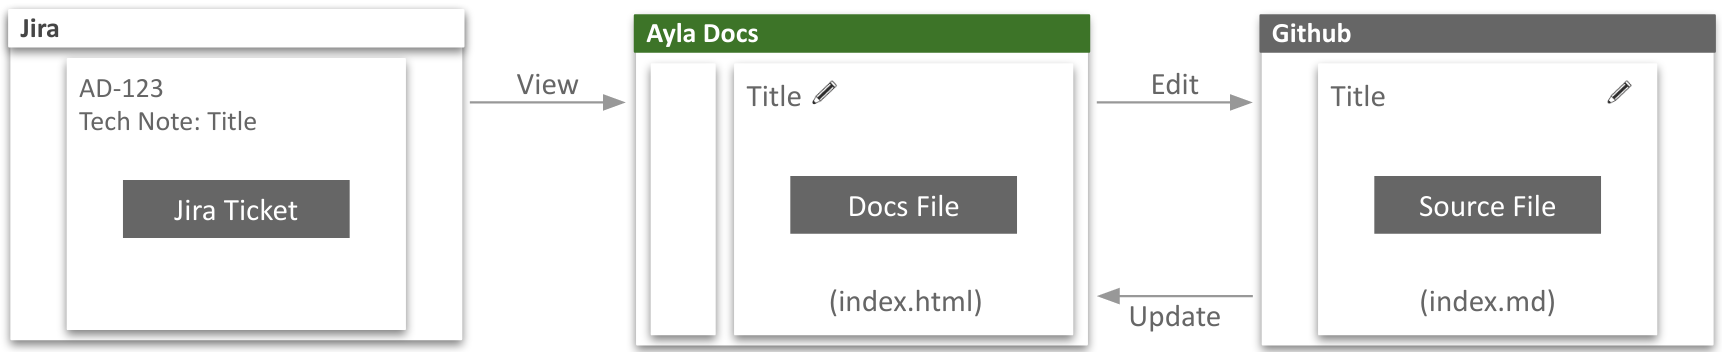 Jira
AD-123
Tech Note: Title
Jira Ticket
View
Ayla Docs
Title
Docs File
(index.html)
Edit
Update
Github
Title
Source File
(index.md)